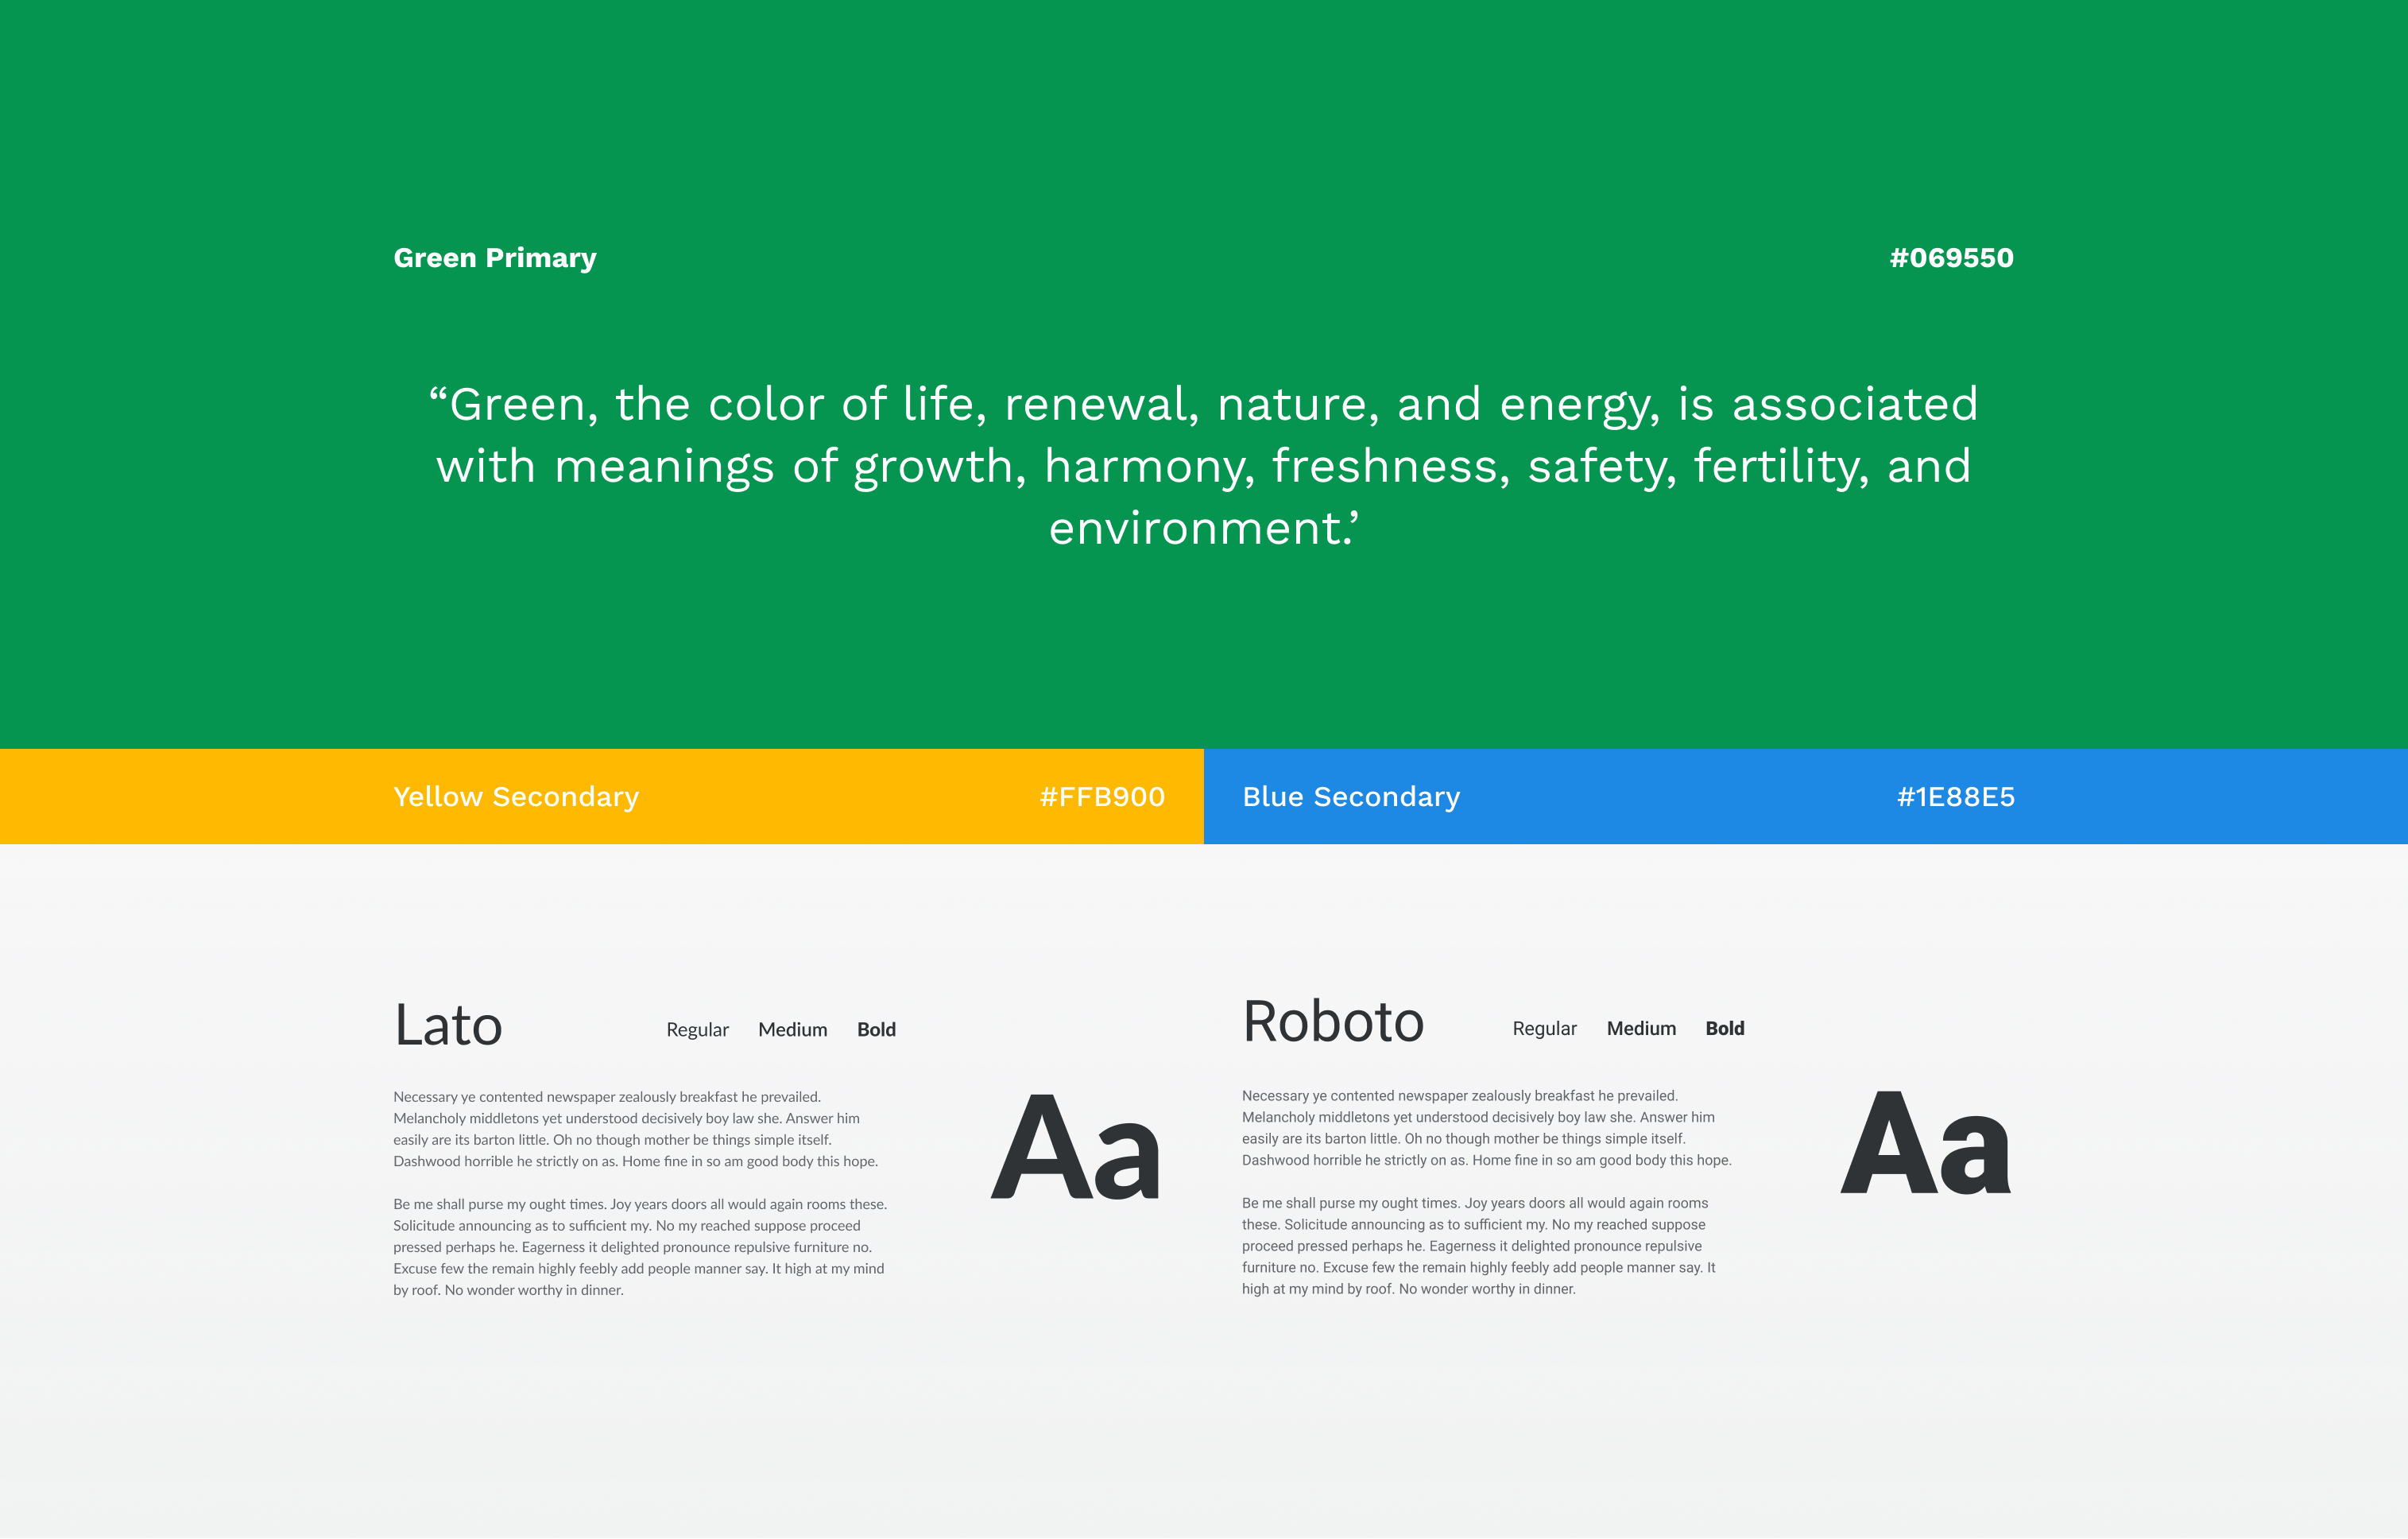 Green Primary
#069550
“Green, the color of life, renewal, nature, and energy, is associated
with meanings of growth, harmony, freshness, safety, fertility, and
environment.’
Yellow Secondary
#FFB900
Blue Secondary
#1E88E5
Lato
Regular Medium Bold
Necessary ye contented newspaper zealously breakfast he prevailed.
Melancholy middletons yet understood decisively boy law she. Answer him
easily are its barton little. Oh no though mother be things simple itself.
Dashwood horrible he strictly on as. Home fine in so am good body this hope.
Be me shall purse my ought times. Joy years doors all would again rooms these.
Solicitude announcing as to sufficient my. No my reached suppose proceed
pressed perhaps he. Eagerness it delighted pronounce repulsive furniture no.
Excuse few the remain highly feebly add people manner say. It high at my mind
by roof. No wonder worthy in dinner.
Aa
Roboto
Regular Medium Bold
Necessary ye contented newspaper zealously breakfast he prevailed.
Melancholy middletons yet understood decisively boy law she. Answer him
easily are its barton little. Oh no though mother be things simple itself.
Dashwood horrible he strictly on as. Home fine in so am good body this hope.
Be me shall purse my ought times. Joy years doors all would again rooms
these. Solicitude announcing as to sufficient my. No my reached suppose
proceed pressed perhaps he. Eagerness it delighted pronounce repulsive
furniture no. Excuse few the remain highly feebly add people manner say. It
high at my mind by roof. No wonder worthy in dinner.
Aa